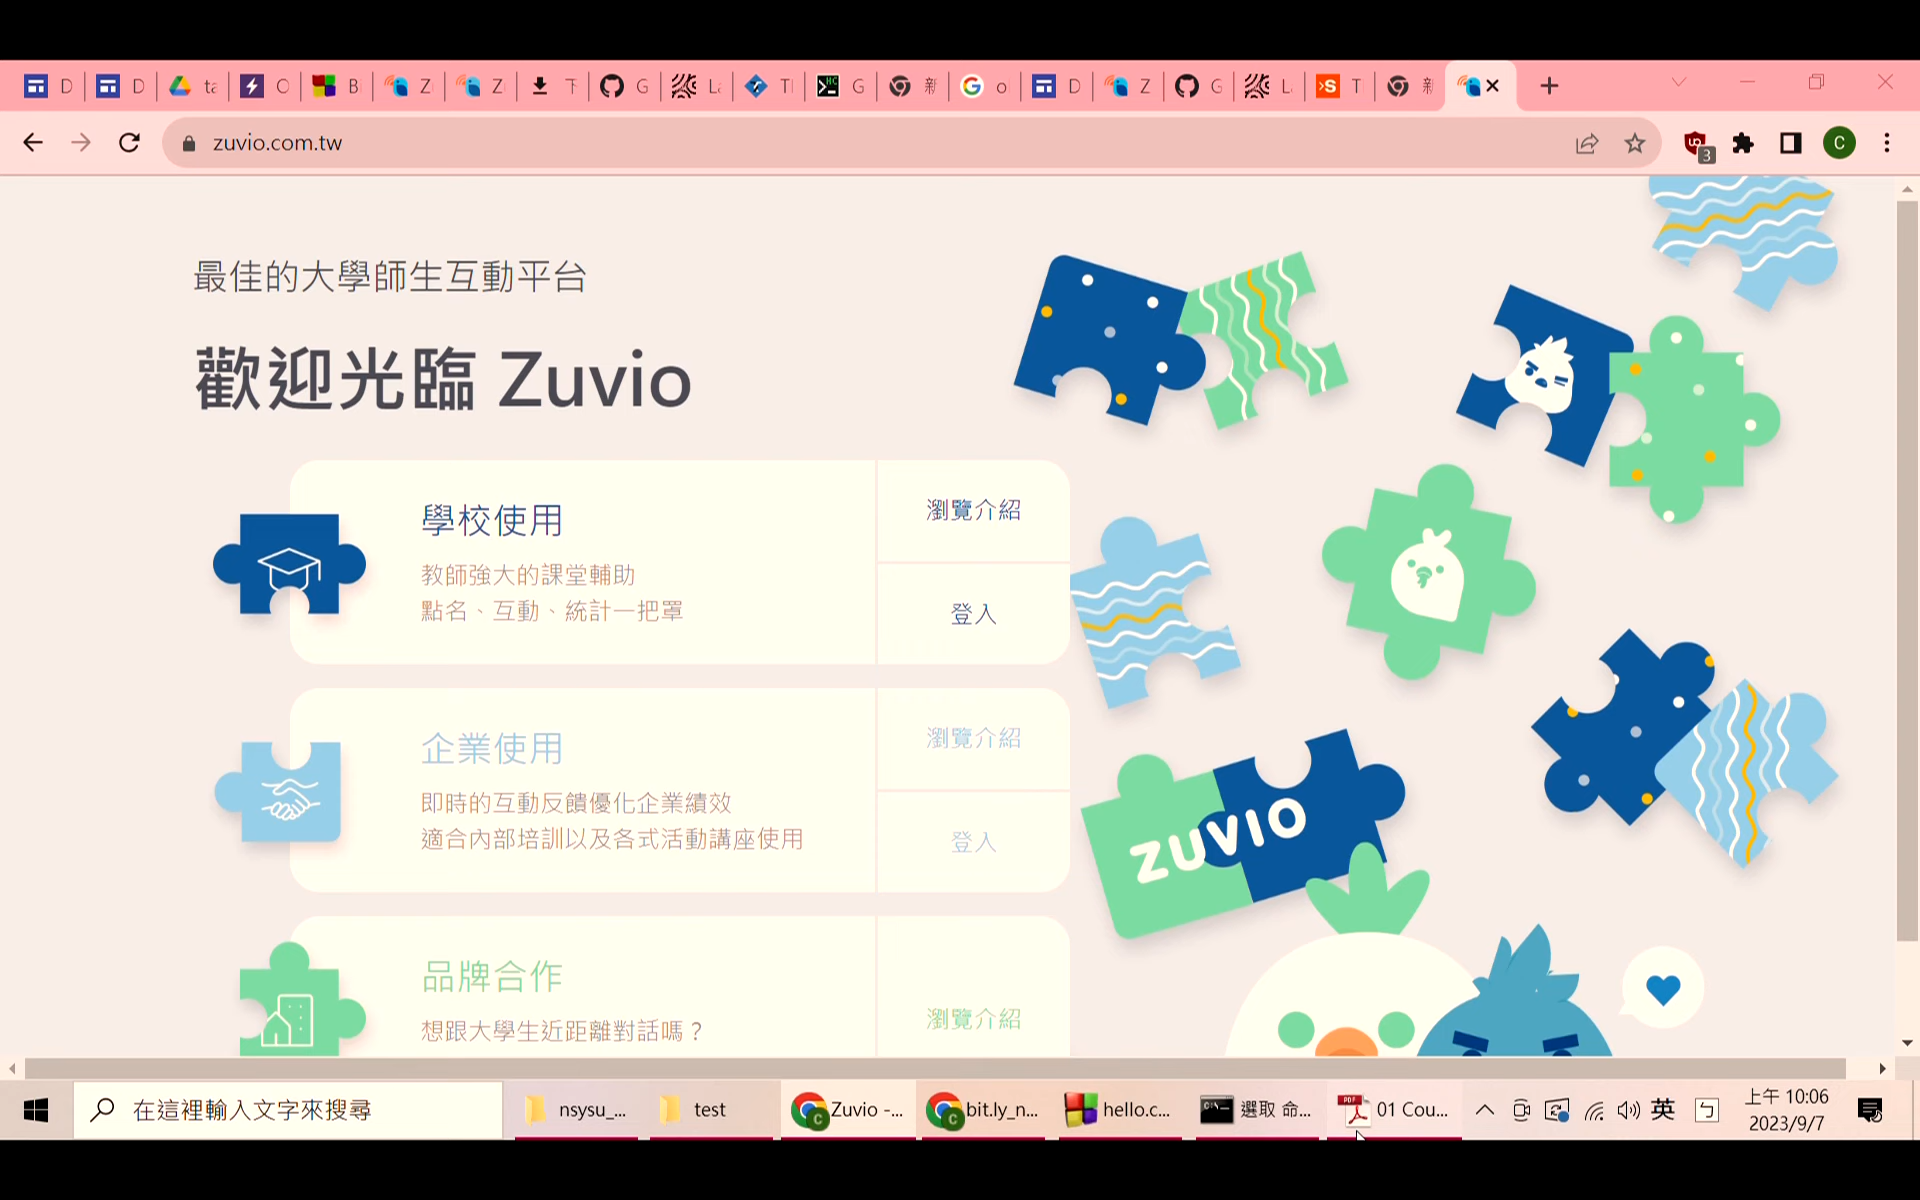 D
D
ta
C
B
Z
Z
下
G
La
Tl
G
新
o
D
Z
G
L
T
新
zuvio.com.tw
3
C
最佳的大學師生互動平台
歡迎光臨 Zuvio
學校使用
教師強大的課堂輔助
點名、互動、統計一把罩
瀏覽介紹
登入
企業使用
即時的互動反饋優化企業績效
適合內部培訓以及各式活動講座使用
瀏覽介紹
登入
品牌合作
想跟大學生近距離對話嗎？
瀏覽介紹
ZUVIO
在這裡輸入文字來搜尋
nsysu_...
test
Zuvio -...
bit.ly_n...
hello.c...
選取 命...
01 Cou...
英
上午 10:06
2023/9/7